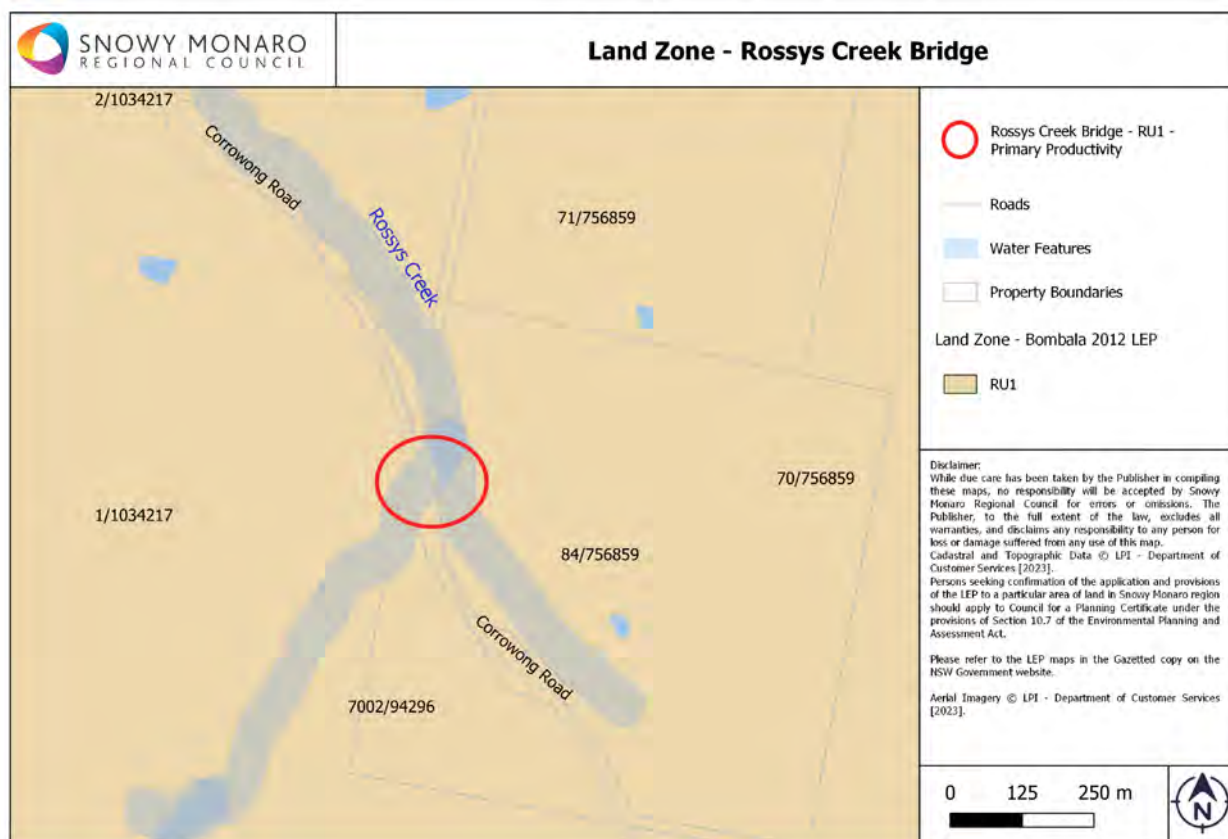 SNOWY MONARO
REGIONAL COUNCIL
Land Zone - Rossys Creek Bridge
2/1034217
Corrowong Road
Rossys Creek
71/756859
70/756859
1/1034217
84/756859
Corrowong Road
7002/94296
Rossys Creek Bridge - RU1 -
Primary Productivity
Roads
Water Features
Property Boundaries
Land Zone - Bombala 2012 LEP
RU1
Disclaimer:
While due care has been taken by the Publisher in compiling
these maps, no responsibility will be accepted by Snowy
Monaro Regional Council for errors or omissions. The
Publisher, to the full extent of the law, excludes all
warranties, and disclaims any responsibility to any person for
loss or damage suffered from any use of this map.
Cadastral and Topographic Data © LPI - Department of
Customer Services [2023].
Persons seeking confirmation of the application and provisions
of the LEP to a particular area of land in Snowy Monaro region
should apply to Council for a Planning Certificate under the
provisions of Section 10.7 of the Environmental Planning and
Assessment Act.
Please refer to the LEP maps in the Gazetted copy on the
NSW Government website.
Aerial Imagery © LPI - Department of Customer Services
[2023].
0 125 250 m
N